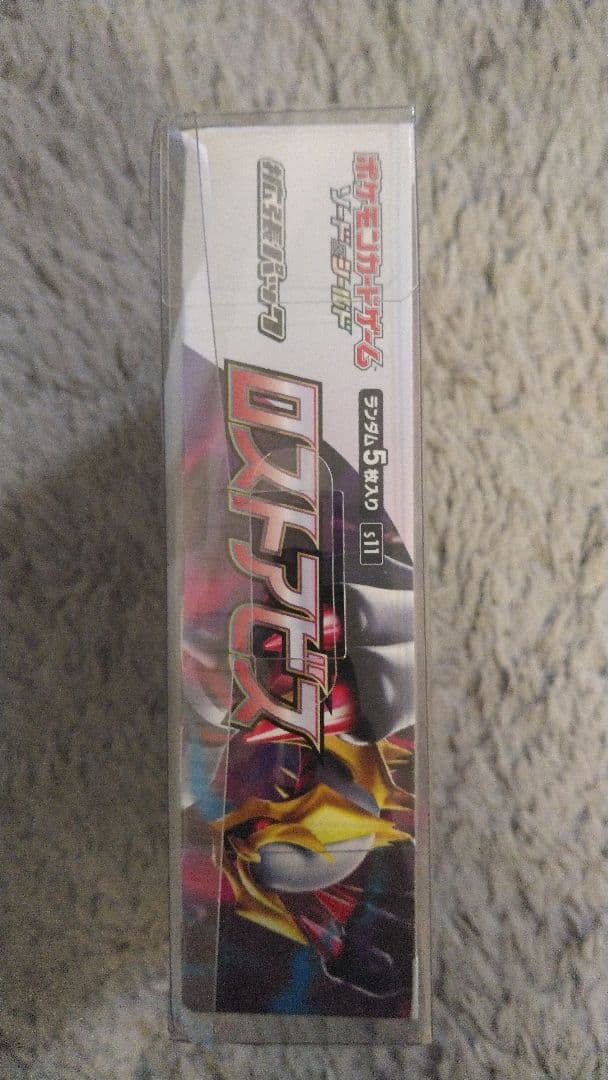 ポケモンカードゲーム
ソード&シールド
拡張パック
ランダム5枚入り s11
ロストアビス